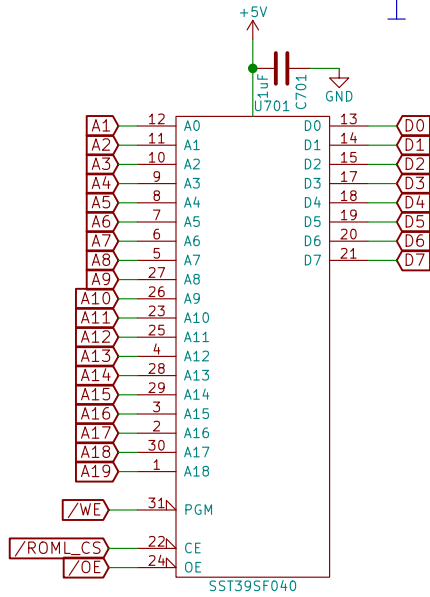 +5V
1uF
C701
GND
U701
A1 12 A0 D0 13 D0
A2 11 A1 D1 14 D1
A3 10 A2 D2 15 D2
A4 9 A3 D3 17 D3
A5 8 A4 D4 18 D4
A6 7 A5 D5 19 D5
A7 6 A6 D6 20 D6
A8 5 A7 D7 21 D7
A9 27 A8
A10 26 A9
A11 23 A10
A12 25 A11
A13 4 A12
A14 28 A13
A15 29 A14
A16 3 A15
A17 2 A16
A18 30 A17
A19 1 A18
/WE 31 PGM
/ROML_CS 22 CE
/OE 24 OE
SST39SF040